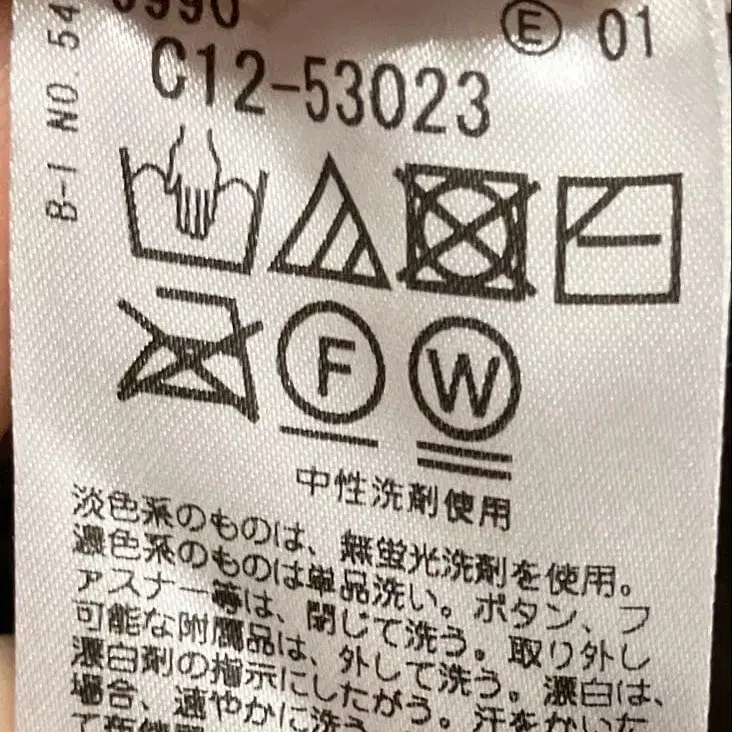 B-I NO.54
Ⓔ 01
C12-53023
F
W
中性洗剤使用
淡色系のものは、無蛍光洗剤を使用。
濃色系のものは単品洗い。ボタン、フ
ァスナー等は、閉じて洗う。取り外し
可能な附属品は、外して洗う。漂白は、
漂白剤の指示にしたがう。汗をかいた
場合、速やかに洗う